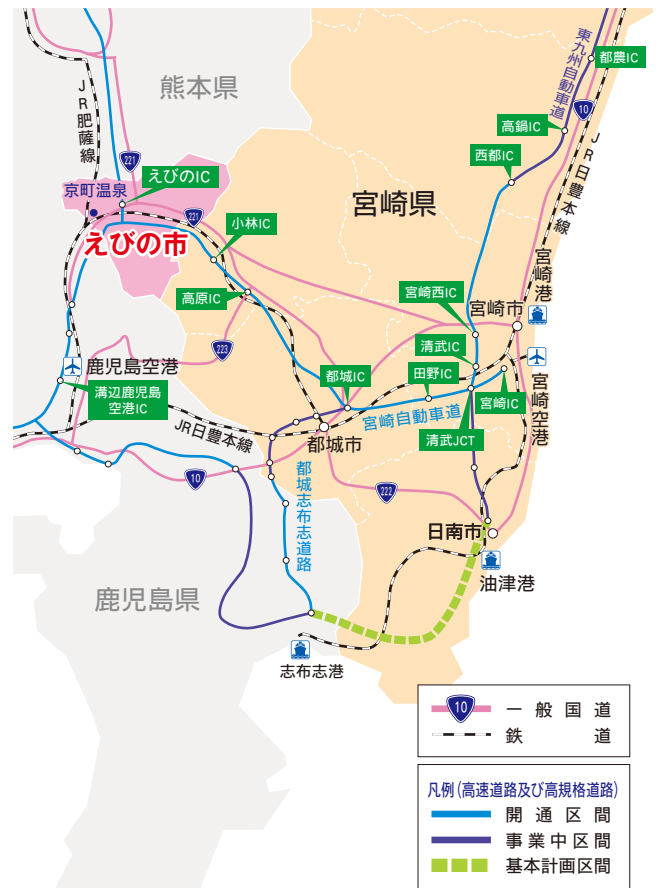 東九州自動車道
都農IC
10
熊本県
JR肥薩線
高鍋IC
221
西都IC
JR日豊本線
えびのIC
京町温泉
宮崎県
221
小林IC
えびの市
宮崎港
高原IC
宮崎西IC
宮崎市
223
清武IC
鹿児島空港
田野IC
都城IC
宮崎空港
溝辺鹿児島
空港IC
宮崎自動車道
宮崎IC
JR日豊本線
都城市
清武JCT
都城志布志道路
10
222
日南市
油津港
鹿児島県
志布志港
10
一般国道
鉄道
凡例(高速道路及び高規格道路)
開通区間
事業中区間
基本計画区間